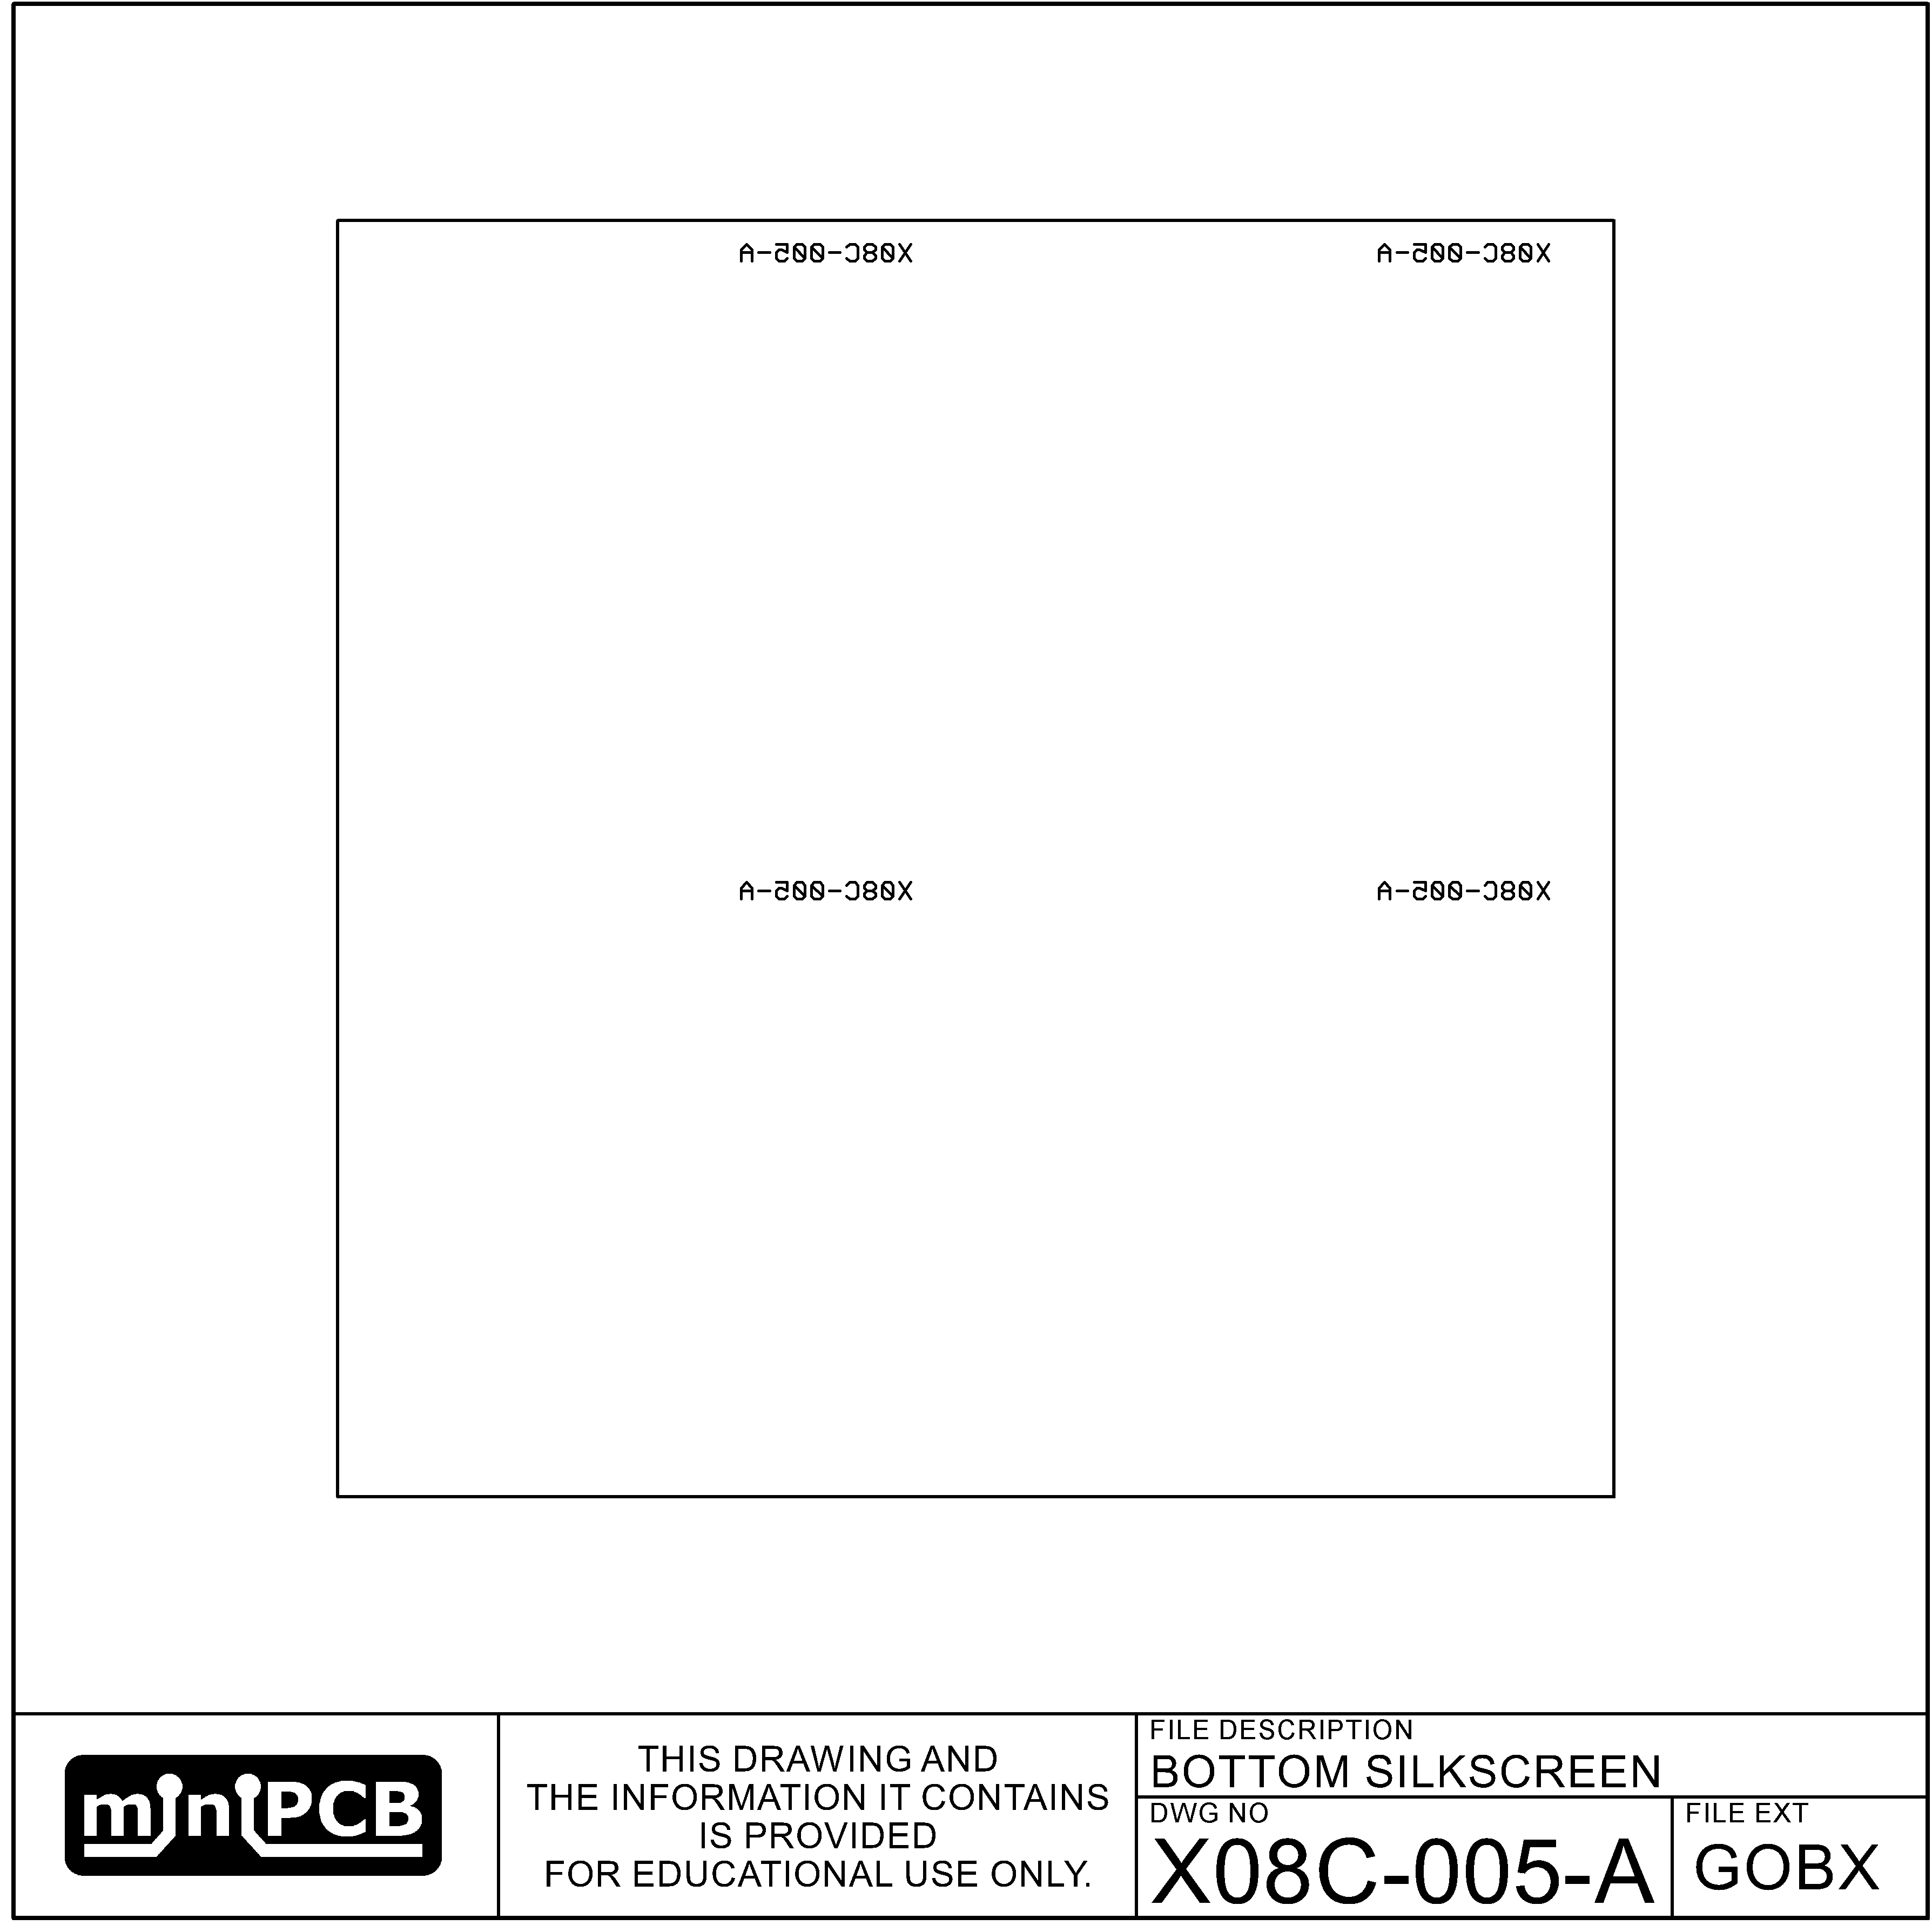 X08C-005-A X08C-005-A
X08C-005-A X08C-005-A
miniPCB
THIS DRAWING AND
THE INFORMATION IT CONTAINS
IS PROVIDED
FOR EDUCATIONAL USE ONLY.
FILE DESCRIPTION
BOTTOM SILKSCREEN
DWG NO
X08C-005-A
FILE EXT
GOBX